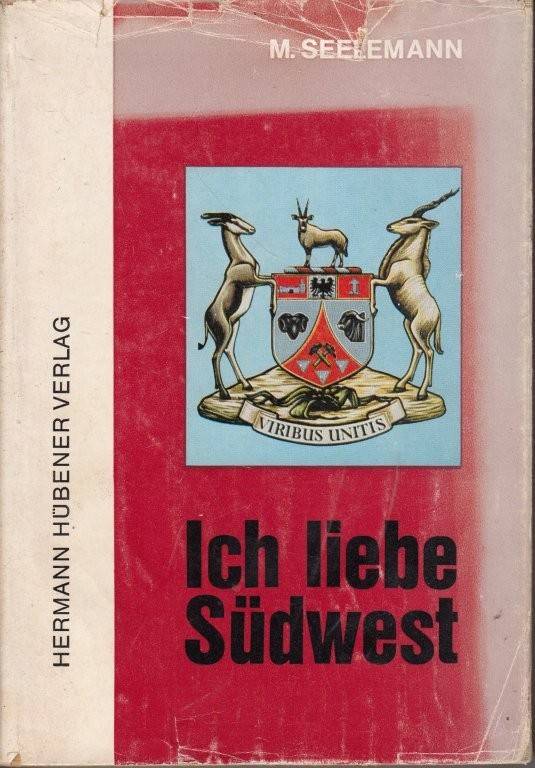 M. SEELEMANN
VIRIBUS UNITIS
Ich liebe
Südwest
HERMANN HÜBENER VERLAG